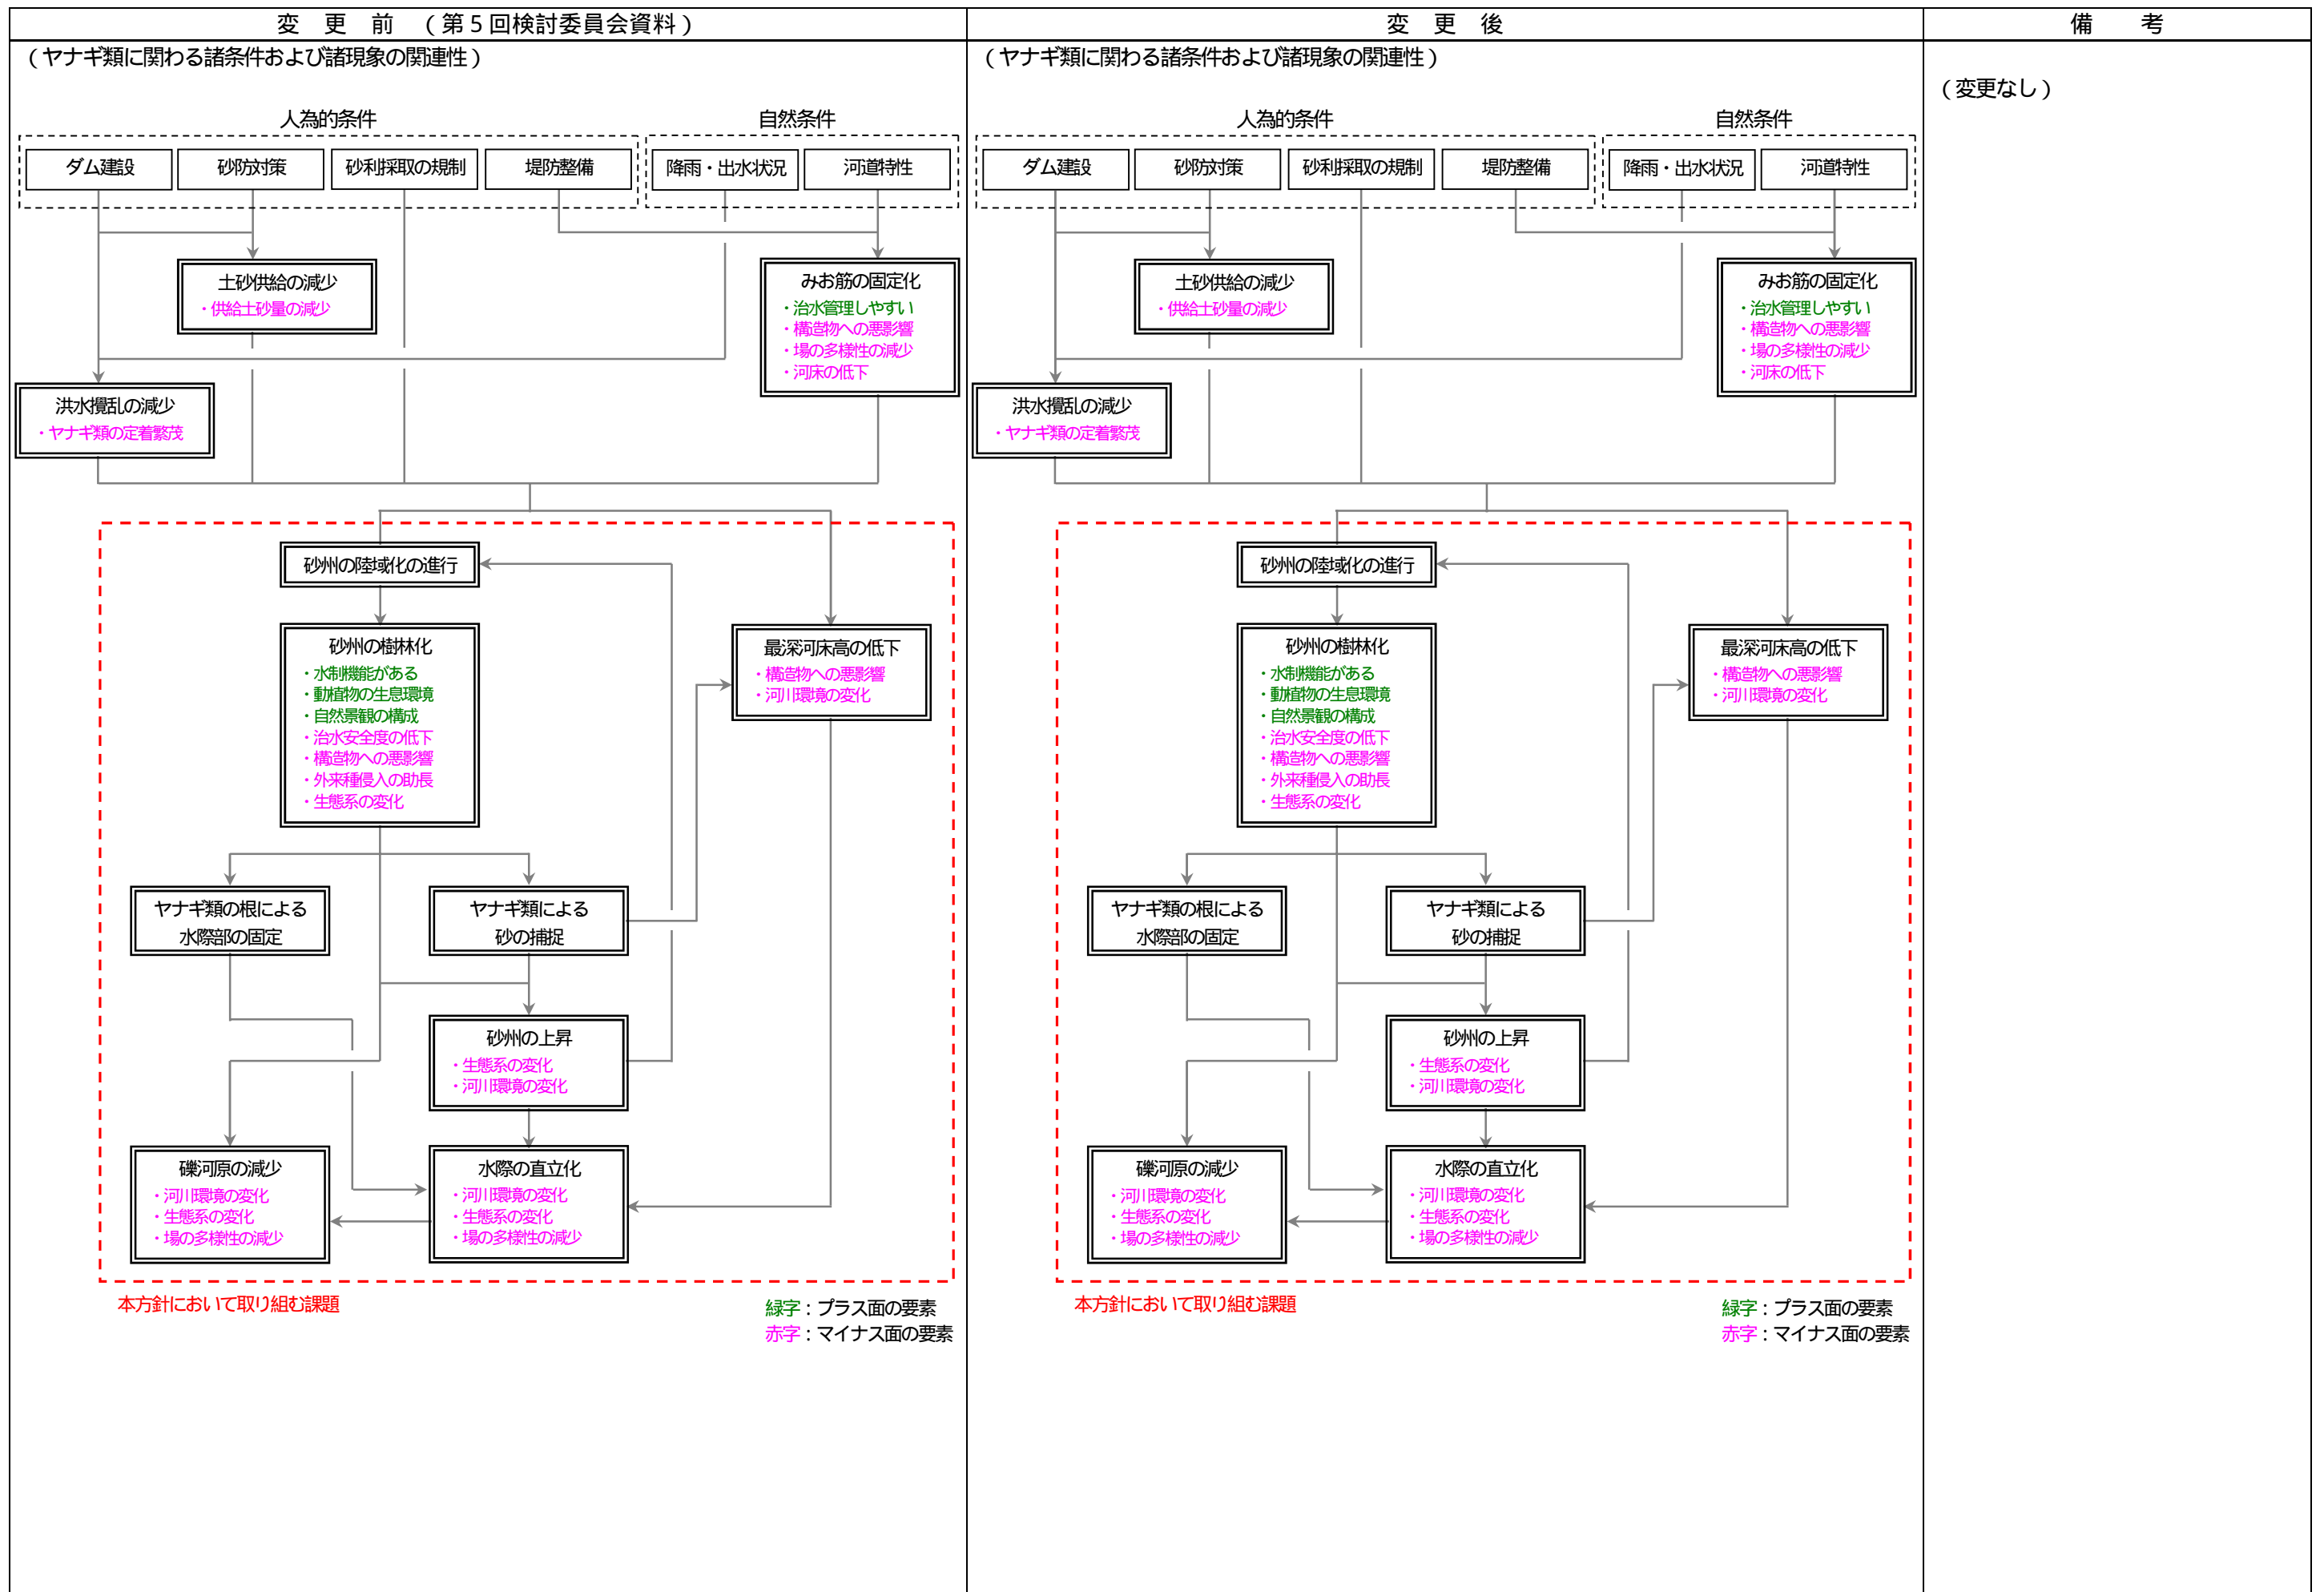 変　更　前　（第５回検討委員会資料）
（ヤナギ類に関わる諸条件および諸現象の関連性）
人為的条件
自然条件
ダム建設
砂防対策
砂利採取の規制
堤防整備
降雨・出水状況
河道特性
土砂供給の減少
・供給土砂量の減少
みお筋の固定化
・治水管理しやすい
・構造物への悪影響
・場の多様性の減少
・河床の低下
洪水攪乱の減少
・ヤナギ類の定着繁茂
砂州の陸域化の進行
砂州の樹林化
・水制機能がある
・動植物の生息環境
・自然景観の構成
・治水安全度の低下
・構造物への悪影響
・外来種侵入の助長
・生態系の変化
最深河床高の低下
・構造物への悪影響
・河川環境の変化
ヤナギ類の根による
水際部の固定
ヤナギ類による
砂の捕捉
砂州の上昇
・生態系の変化
・河川環境の変化
礫河原の減少
・河川環境の変化
・生態系の変化
・場の多様性の減少
水際の直立化
・河川環境の変化
・生態系の変化
・場の多様性の減少
本方針において取り組む課題
緑字：プラス面の要素
赤字：マイナス面の要素
変　更　後
（ヤナギ類に関わる諸条件および諸現象の関連性）
人為的条件
自然条件
ダム建設
砂防対策
砂利採取の規制
堤防整備
降雨・出水状況
河道特性
土砂供給の減少
・供給土砂量の減少
みお筋の固定化
・治水管理しやすい
・構造物への悪影響
・場の多様性の減少
・河床の低下
洪水攪乱の減少
・ヤナギ類の定着繁茂
砂州の陸域化の進行
砂州の樹林化
・水制機能がある
・動植物の生息環境
・自然景観の構成
・治水安全度の低下
・構造物への悪影響
・外来種侵入の助長
・生態系の変化
最深河床高の低下
・構造物への悪影響
・河川環境の変化
ヤナギ類の根による
水際部の固定
ヤナギ類による
砂の捕捉
砂州の上昇
・生態系の変化
・河川環境の変化
礫河原の減少
・河川環境の変化
・生態系の変化
・場の多様性の減少
水際の直立化
・河川環境の変化
・生態系の変化
・場の多様性の減少
本方針において取り組む課題
緑字：プラス面の要素
赤字：マイナス面の要素
備　　考
（変更なし）